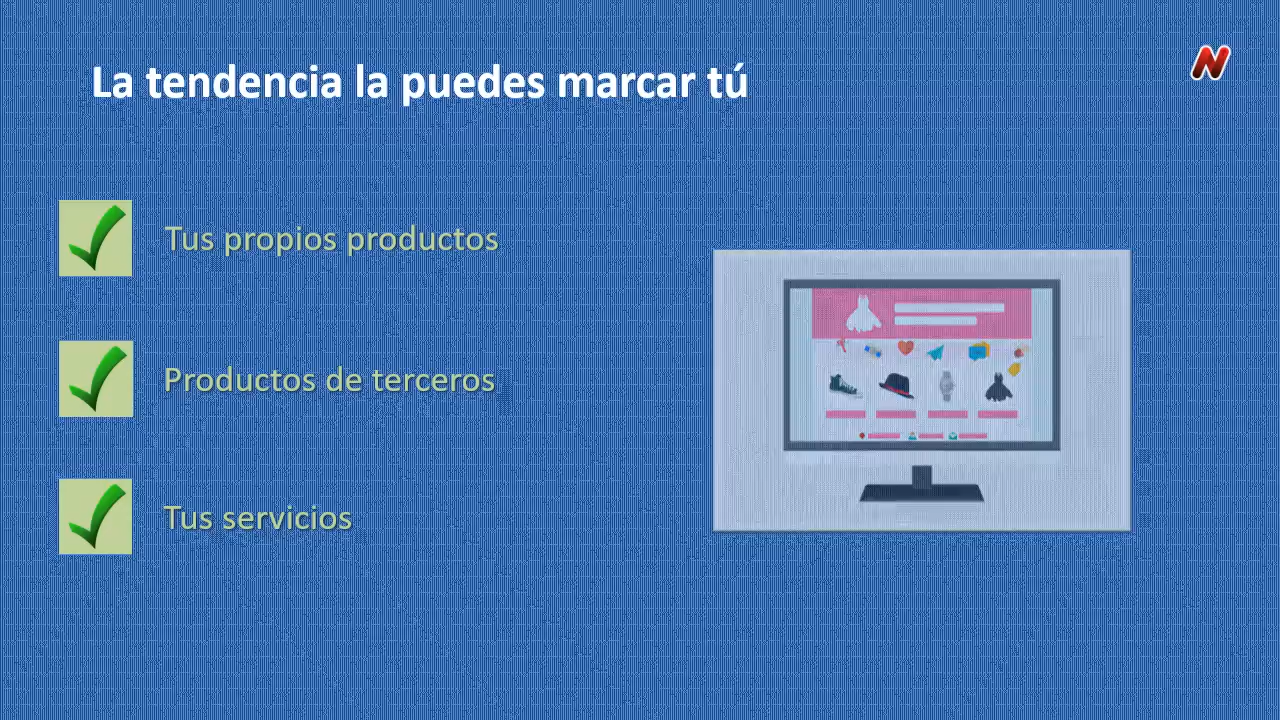 La tendencia la puedes marcar tú
N
Tus propios productos
Productos de terceros
Tus servicios